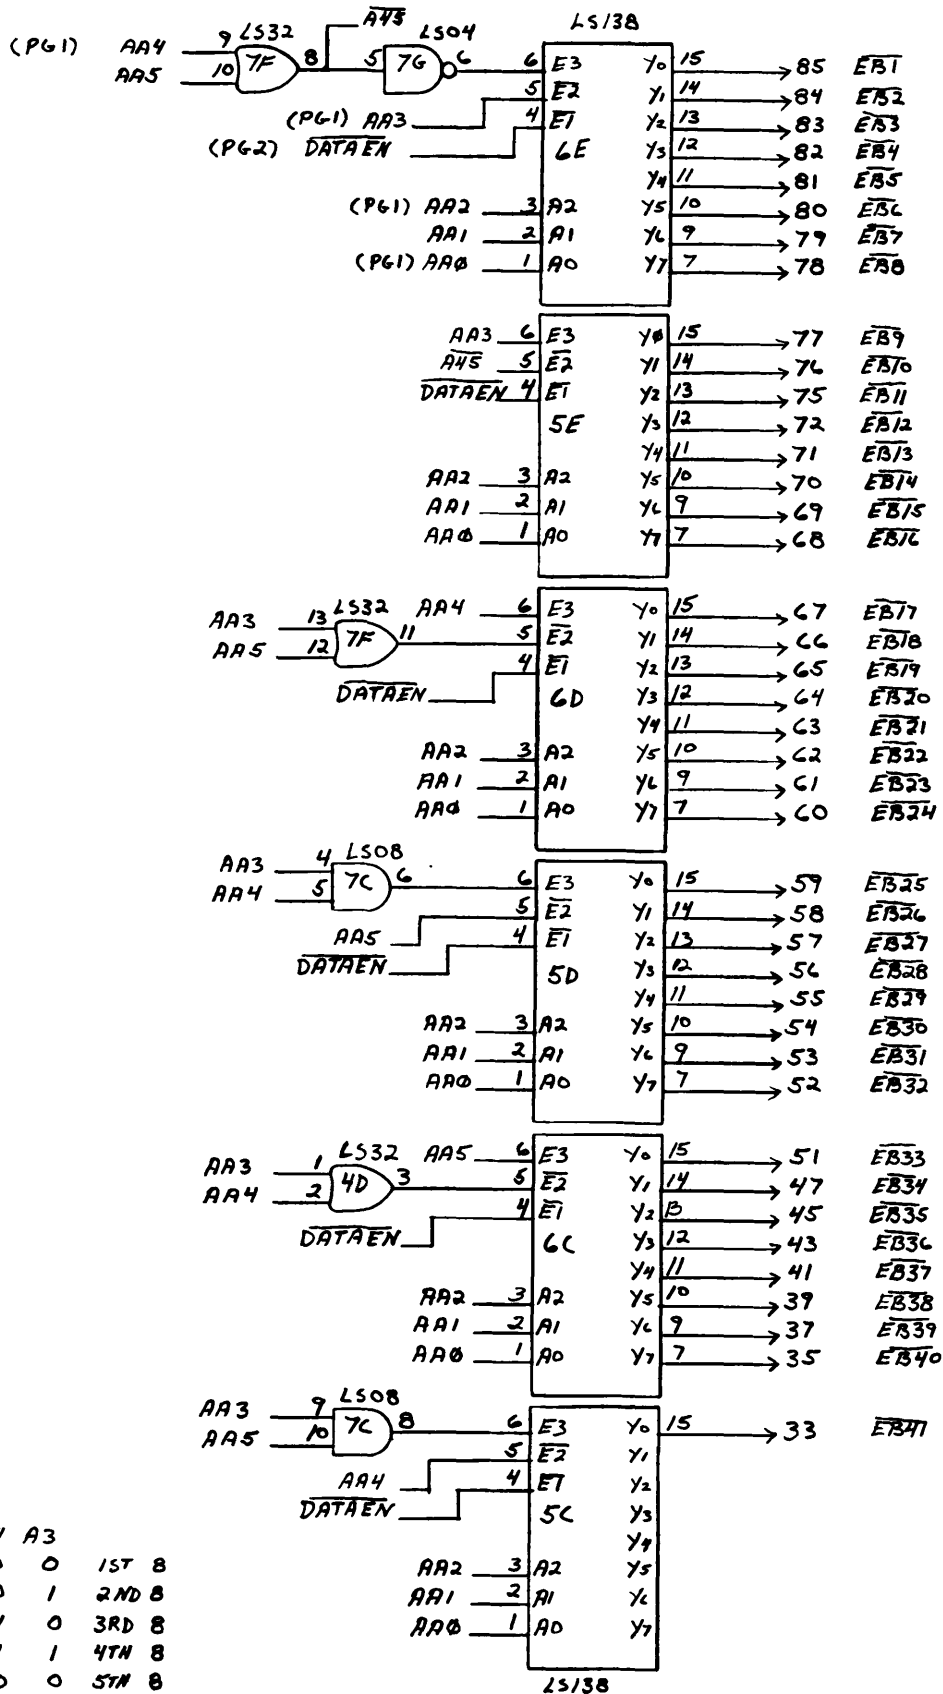 A45
LS32 LS04 LS138
(PG1) AA4 9 7F 8 5 7G 6 6 E3 Y0 15 85 EB1
AA5 10 5 E2 Y1 14 84 EB2
(PG1) AA3 4 E1 Y2 13 83 EB3
(PG2) DATAEN 6E Y3 12 82 EB4
Y4 11 81 EB5
(PG1) AA2 3 A2 Y5 10 80 EB6
AA1 2 A1 Y6 9 79 EB7
(PG1) AAØ 1 A0 Y7 7 78 EB8
AA3 6 E3 YØ 15 77 EB9
A45 5 E2 Y1 14 76 EB10
DATAEN 4 E1 Y2 13 75 EB11
5E Y3 12 72 EB12
Y4 11 71 EB13
AA2 3 A2 Y5 10 70 EB14
AA1 2 A1 Y6 9 69 EB15
AAØ 1 A0 Y7 7 68 EB16
LS32 AA4 6 E3 Y0 15 67 EB17
AA3 13 7F 11 5 E2 Y1 14 66 EB18
AA5 12 4 E1 Y2 13 65 EB19
DATAEN 6D Y3 12 64 EB20
Y4 11 63 EB21
AA2 3 A2 Y5 10 62 EB22
AA1 2 A1 Y6 9 61 EB23
AAØ 1 A0 Y7 7 60 EB24
LS08
AA3 4 7C 6 6 E3 Y0 15 59 EB25
AA4 5 5 E2 Y1 14 58 EB26
AA5 4 E1 Y2 13 57 EB27
DATAEN 5D Y3 12 56 EB28
Y4 11 55 EB29
AA2 3 A2 Y5 10 54 EB30
AA1 2 A1 Y6 9 53 EB31
AAØ 1 A0 Y7 7 52 EB32
LS32 AA5 6 E3 Y0 15 51 EB33
AA3 1 4D 3 5 E2 Y1 14 47 EB34
AA4 2 4 E1 Y2 13 45 EB35
DATAEN 6C Y3 12 43 EB36
Y4 11 41 EB37
AA2 3 A2 Y5 10 39 EB38
AA1 2 A1 Y6 9 37 EB39
AAØ 1 A0 Y7 7 35 EB40
LS08
AA3 9 7C 8 6 E3 Y0 15 33 EB41
AA5 10 5 E2 Y1
AA4 4 E1 Y2
DATAEN 5C Y3
Y4
AA2 3 A2 Y5
AA1 2 A1 Y6
AAØ 1 A0 Y7
LS138
A3
0 1ST 8
1 2ND 8
0 3RD 8
1 4TH 8
0 0 5TH 8